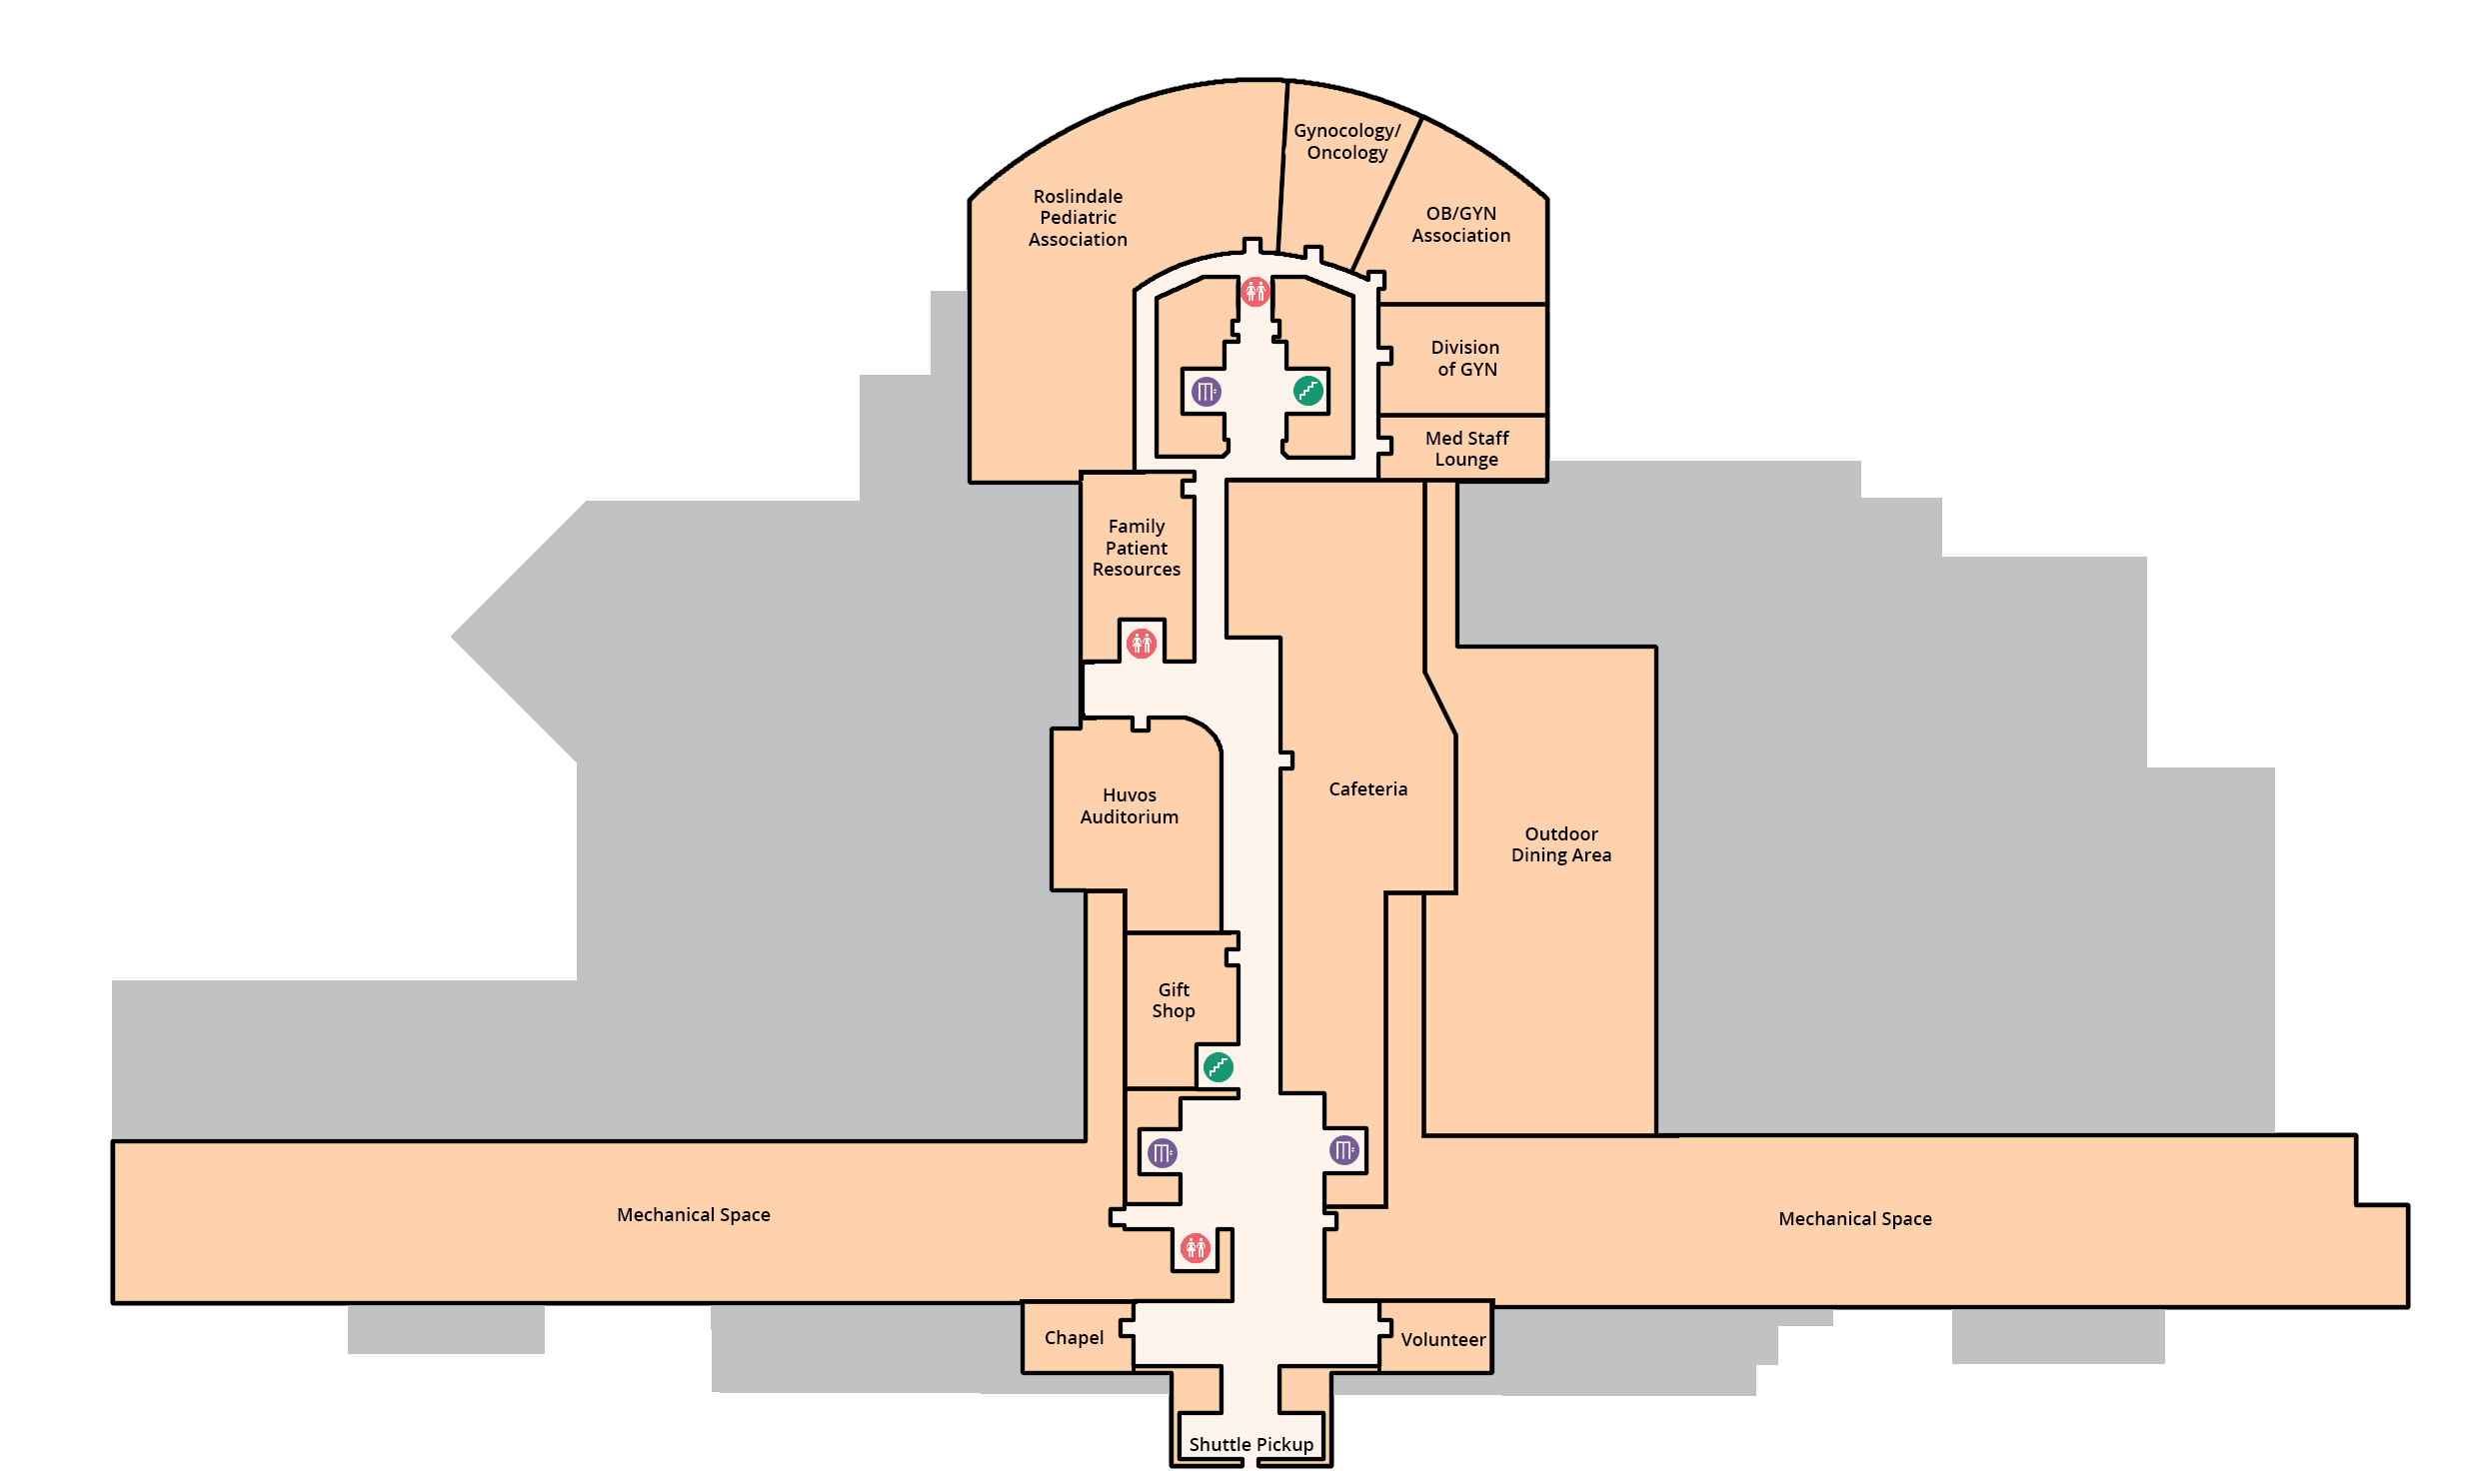 Gynocology/
Oncology
Roslindale
Pediatric
Association
OB/GYN
Association
Division
of GYN
Med Staff
Lounge
Family
Patient
Resources
Cafeteria
Huvos
Auditorium
Outdoor
Dining Area
Gift
Shop
Mechanical Space
Mechanical Space
Chapel
Volunteer
Shuttle Pickup